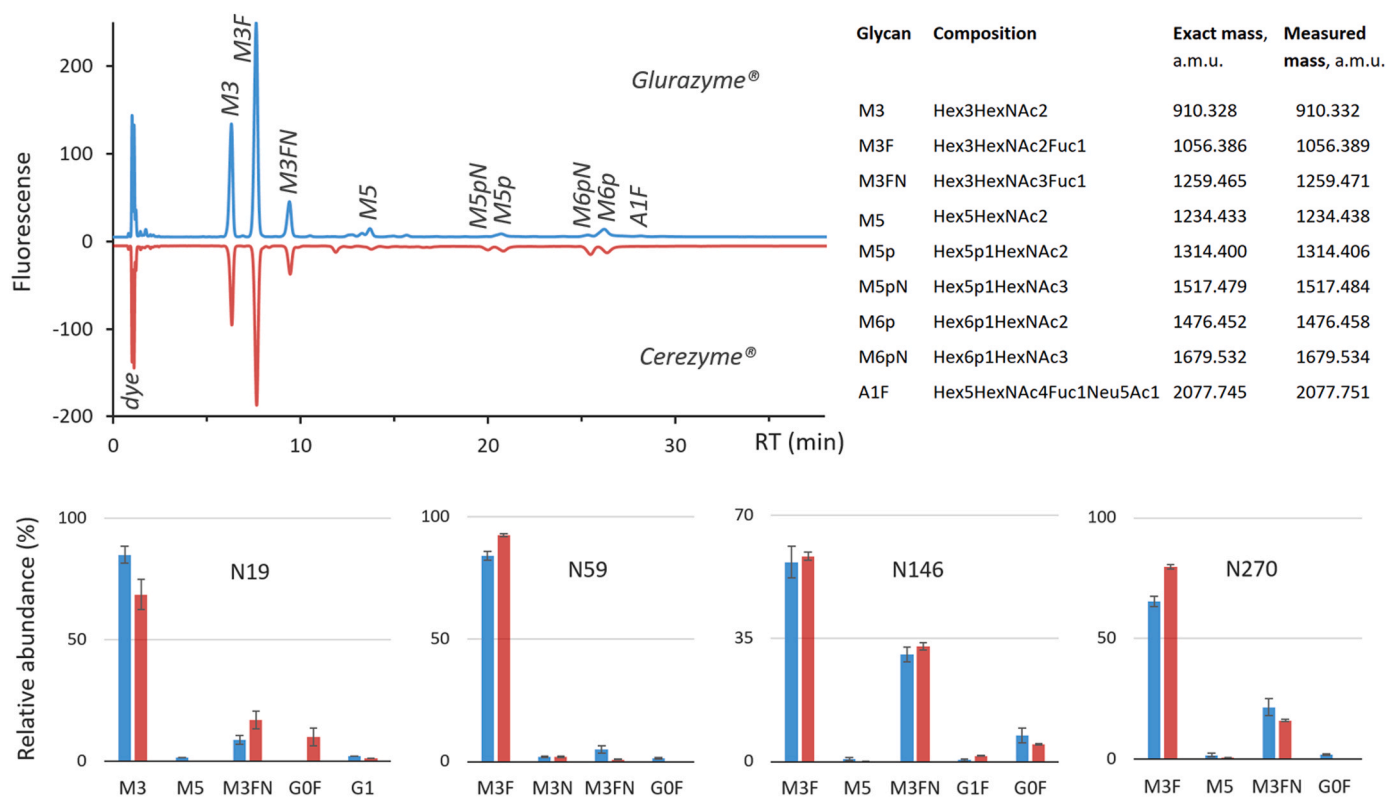 Glycan Composition Exact mass, Measured
a.m.u. mass, a.m.u.
M3 Hex3HexNAc2 910.328 910.332
M3F Hex3HexNAc2Fuc1 1056.386 1056.389
M3FN Hex3HexNAc3Fuc1 1259.465 1259.471
M5 Hex5HexNAc2 1234.433 1234.438
M5p Hex5p1HexNAc2 1314.400 1314.406
M5pN Hex5p1HexNAc3 1517.479 1517.484
M6p Hex6p1HexNAc2 1476.452 1476.458
M6pN Hex6p1HexNAc3 1679.532 1679.534
A1F Hex5HexNAc4Fuc1Neu5Ac1 2077.745 2077.751
Fluorescense
200
100
0
-100
-200
dye
M3
M3F
M3FN
M5
M5pN
M5p
M6pN
M6p
A1F
Glurazyme®
Cerezyme®
0 10 20 30
RT (min)
Relative abundance (%)
100
50
0
N19
M3 M5 M3FN G0F G1
100
50
0
N59
M3F M3N M3FN G0F
70
35
0
N146
M3F M5 M3FN G1F G0F
100
50
0
N270
M3F M5 M3FN G0F